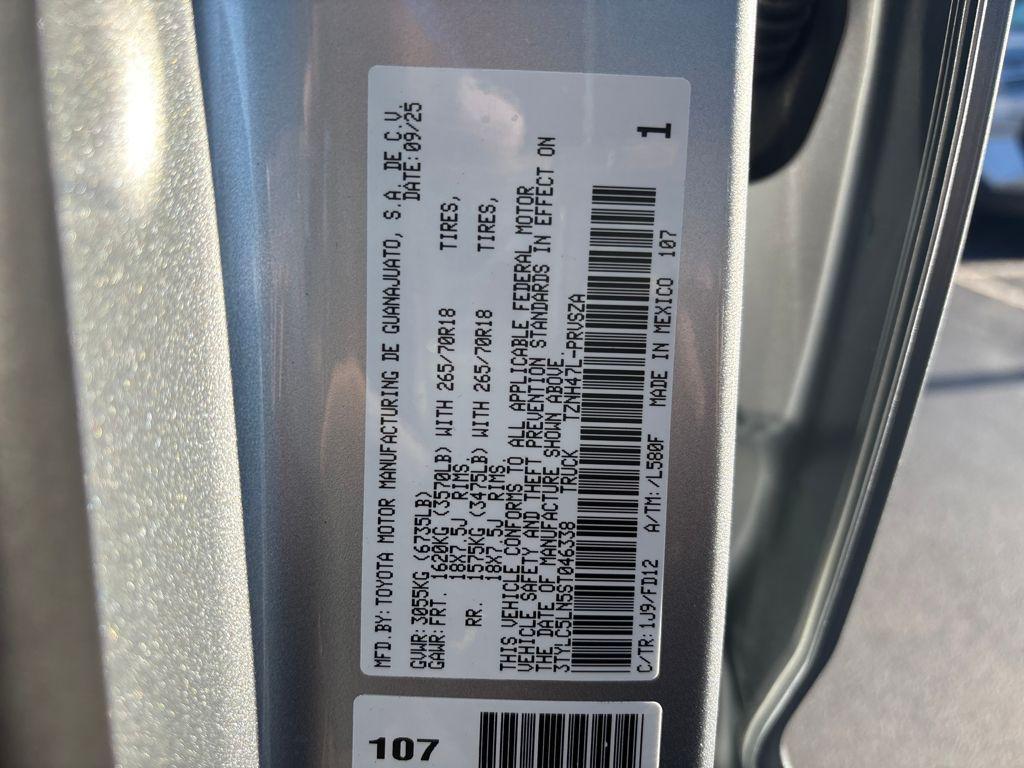 MFD.BY:TOYOTA MOTOR MANUFACTURING DE GUANAJUATO, S.A. DE C.V.
DATE:09/25
GVWR:3055KG (6735LB)
GAWR:FRT. 1620KG (3570LB) WITH 265/70R18 TIRES,
18X7.5J RIMS
RR. 1575KG (3475LB) WITH 265/70R18 TIRES,
18X7.5J RIMS
THIS VEHICLE CONFORMS TO ALL APPLICABLE FEDERAL MOTOR
VEHICLE SAFETY AND THEFT PREVENTION STANDARDS IN EFFECT ON
THE DATE OF MANUFACTURE SHOWN ABOVE.
3TYLC5LN5ST046338 TRUCK TZNH47L-PRVSZA
C/TR:1J9/FD12 A/TM:/L580F MADE IN MEXICO 107
1
107